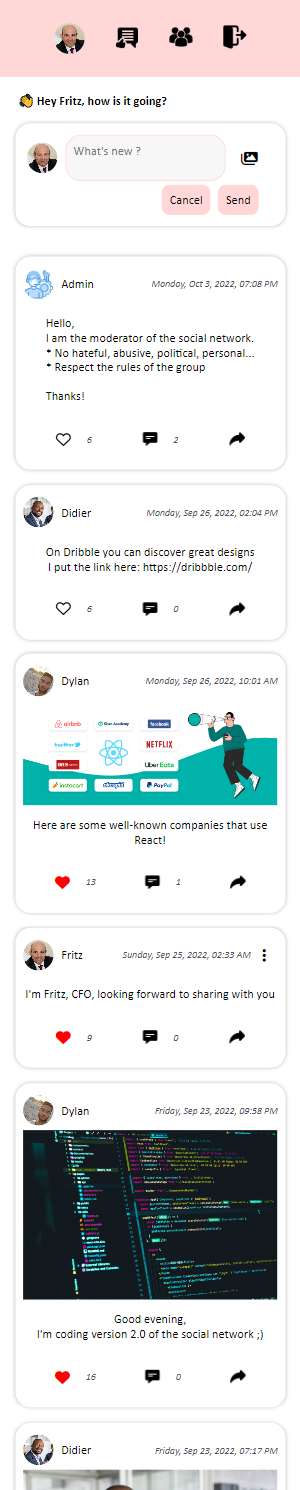 Hey Fritz, how is it going?
What's new ?
Cancel
Send
Admin
Monday, Oct 3, 2022, 07:08 PM
Hello,
I am the moderator of the social network.
* No hateful, abusive, political, personal...
* Respect the rules of the group
Thanks!
6
2
Didier
Monday, Sep 26, 2022, 02:04 PM
On Dribble you can discover great designs
I put the link here: https://dribbble.com/
6
0
Dylan
Monday, Sep 26, 2022, 10:01 AM
airbnb
Khan Academy
facebook
twitter
NETFLIX
Uber Eats
instacart
PayPal
Here are some well-known companies that use
React!
13
1
Fritz
Sunday, Sep 25, 2022, 02:33 AM
I'm Fritz, CFO, looking forward to sharing with you
9
0
Dylan
Friday, Sep 23, 2022, 09:58 PM
Good evening,
I'm coding version 2.0 of the social network ;)
16
0
Didier
Friday, Sep 23, 2022, 07:17 PM